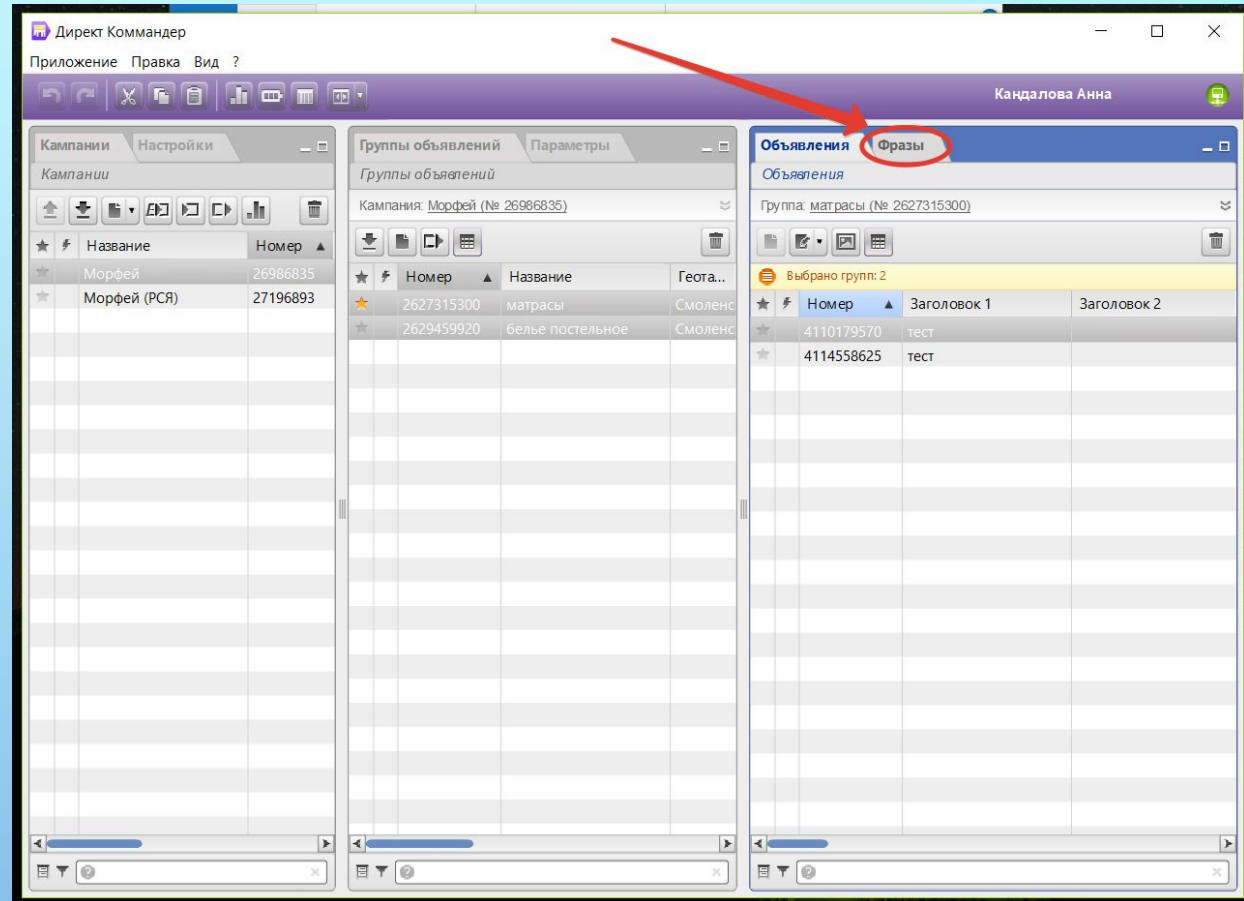 Директ Коммандер
Приложение Правка Вид ?
Кандалова Анна
Кампании Настройки
Кампании
Название Номер
Морфей 26986835
Морфей (РСЯ) 27196893
Группы объявлений Параметры
Группы объявлений
Кампания: Морфей (№ 26986835)
Номер Название Геота...
2627315300 матрасы Смоленс
2629459920 белье постельное Смоленс
Объявления Фразы
Объявления
Группа: матрасы (№ 2627315300)
Выбрано групп: 2
Номер Заголовок 1 Заголовок 2
4110179570 тест
4114558625 тест